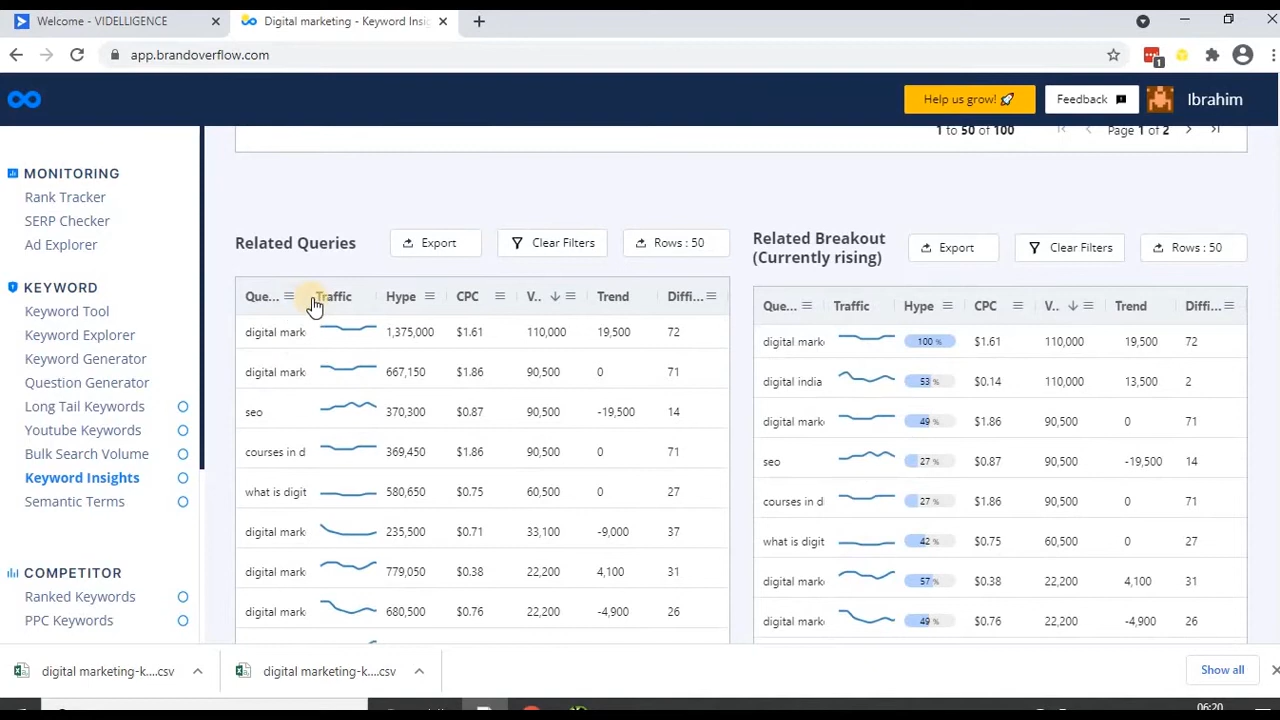 Welcome - VIDELLIGENCE
Digital marketing - Keyword Insig
app.brandoverflow.com
1
Help us grow!
Feedback
Ibrahim
MONITORING
Rank Tracker
SERP Checker
Ad Explorer
KEYWORD
Keyword Tool
Keyword Explorer
Keyword Generator
Question Generator
Long Tail Keywords
Youtube Keywords
Bulk Search Volume
Keyword Insights
Semantic Terms
COMPETITOR
Ranked Keywords
PPC Keywords
1 to 50 of 100 Page 1 of 2
Related Queries
Export
Clear Filters
Rows : 50
Que... Traffic Hype CPC V.. Trend Diffi...
digital mark 1,375,000 $1.61 110,000 19,500 72
digital mark 667,150 $1.86 90,500 0 71
seo 370,300 $0.87 90,500 -19,500 14
courses in d 369,450 $1.86 90,500 0 71
what is digit 580,650 $0.75 60,500 0 27
digital mark 235,500 $0.71 33,100 -9,000 37
digital mark 779,050 $0.38 22,200 4,100 31
digital mark 680,500 $0.76 22,200 -4,900 26
Related Breakout
(Currently rising)
Export
Clear Filters
Rows : 50
Que... Traffic Hype CPC V.. Trend Diffi...
digital mark 100 % $1.61 110,000 19,500 72
digital india 53 % $0.14 110,000 13,500 2
digital mark 49 % $1.86 90,500 0 71
seo 27 % $0.87 90,500 -19,500 14
courses in d 27 % $1.86 90,500 0 71
what is digit 42 % $0.75 60,500 0 27
digital mark 57 % $0.38 22,200 4,100 31
digital mark 49 % $0.76 22,200 -4,900 26
digital marketing-k....csv
digital marketing-k....csv
Show all
06:20